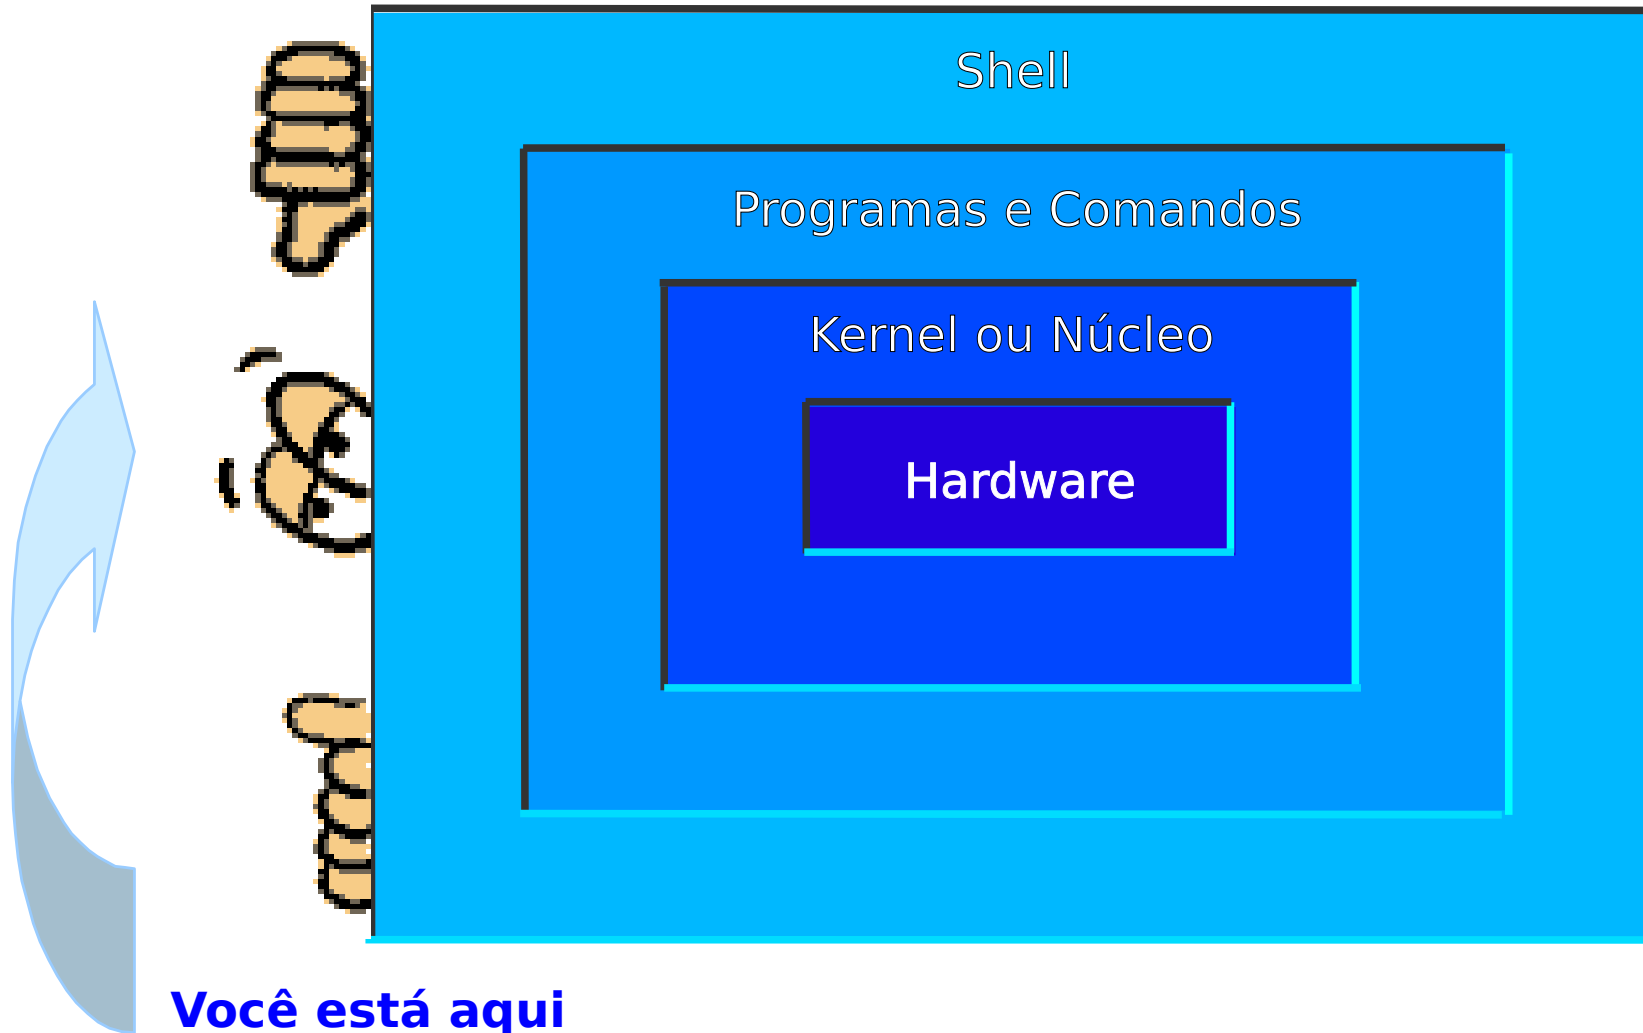 Shell
Programas e Comandos
Kernel ou Núcleo
Hardware
Você está aqui